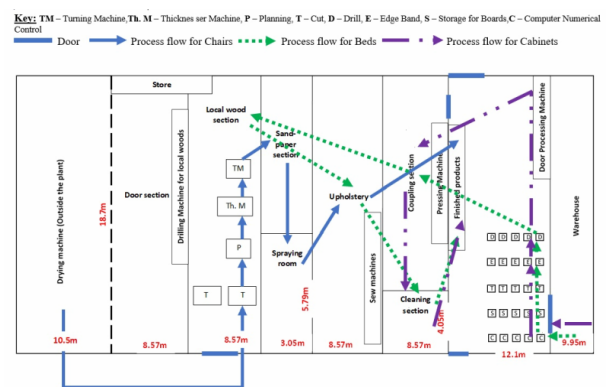 Key: TM – Turning Machine,Th. M – Thicknes ser Machine, P – Planning, T – Cut, D – Drill, E – Edge Band, S – Storage for Boards,C – Computer Numerical
Control
Door
Process flow for Chairs
Process flow for Beds
Process flow for Cabinets
Store
Local wood
section
Sand-
paper
section
Drying machine (Outside the plant)
18.7m
Door section
Drilling Machine for local woods
TM
Th. M
P
T
T
Upholstery
Spraying
room
5.79m
Sew machines
Coupling section
Pressing Machine
Finished products
Cleaning
section
4.05m
Door Processing Machine
Warehouse
D D D D D
E E E E E
T T T T T
S S S S S
C C C C C
10.5m
8.57m
8.57m
3.05m
8.57m
8.57m
12.1m
9.95m